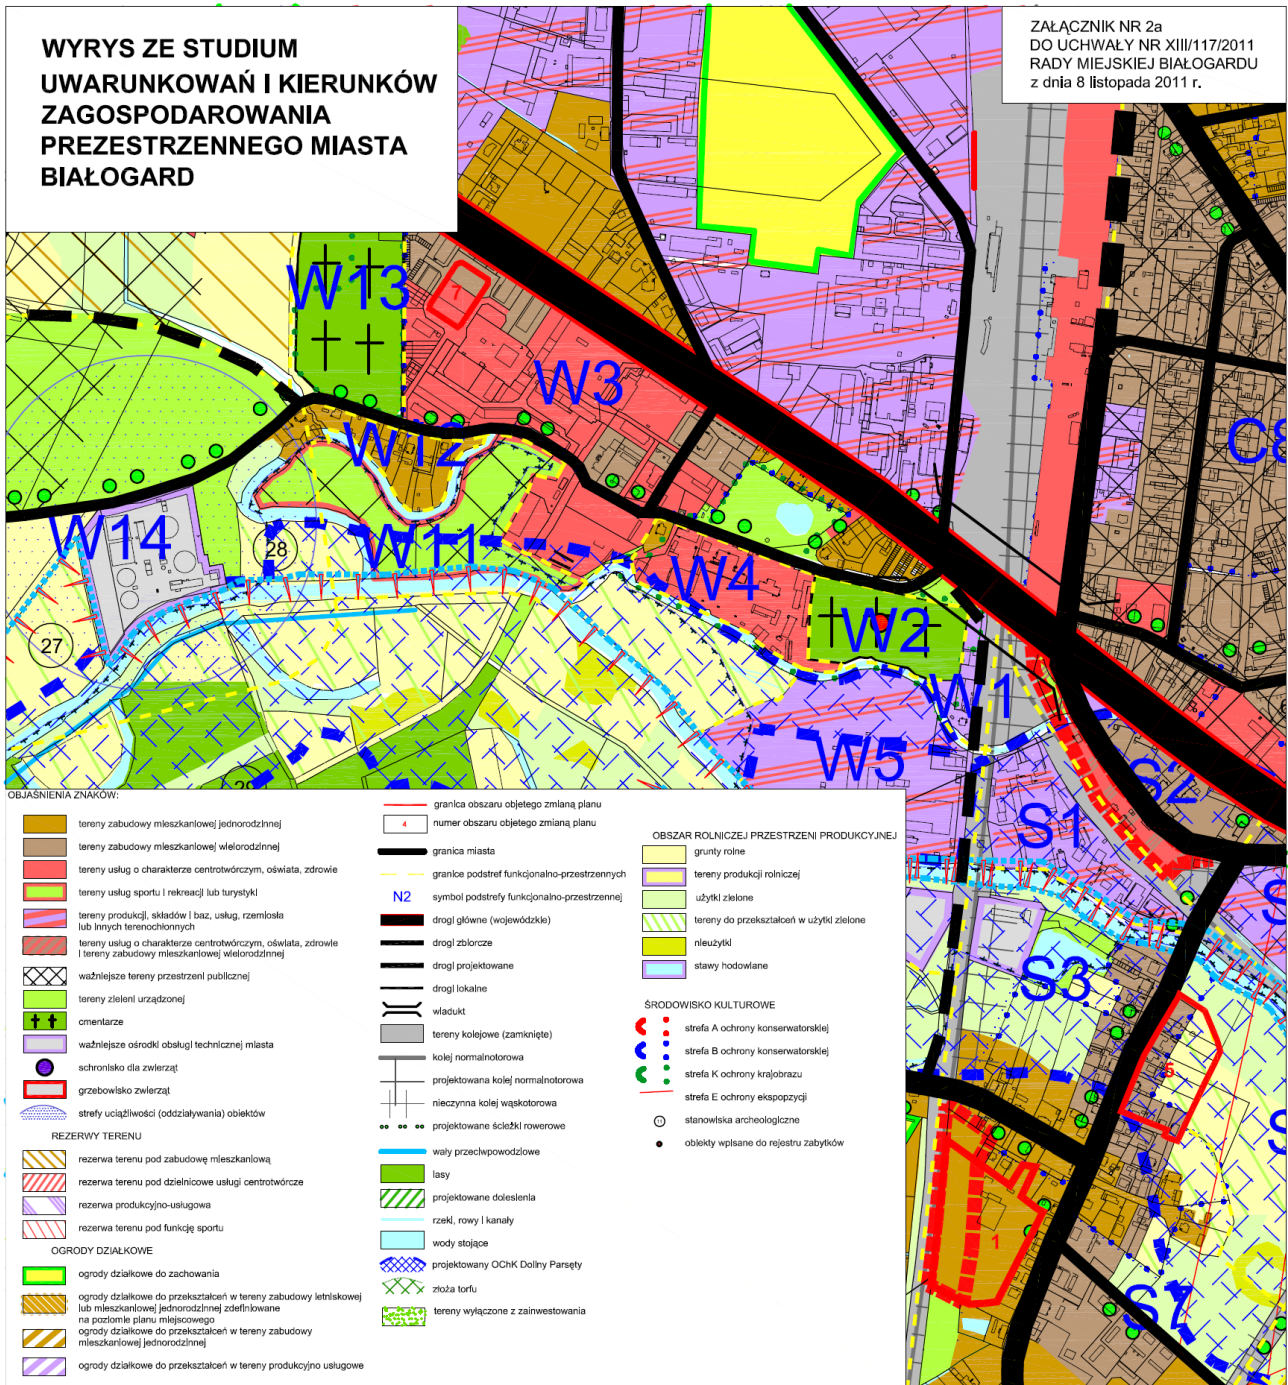 WYRYS ZE STUDIUM
UWARUNKOWAŃ I KIERUNKÓW
ZAGOSPODAROWANIA
PREZESTRZENNEGO MIASTA
BIAŁOGARD
ZAŁĄCZNIK NR 2a
DO UCHWAŁY NR XIII/117/2011
RADY MIEJSKIEJ BIAŁOGARDU
z dnia 8 listopada 2011 r.
W13
7
W3
W12
C8
W14
28
W11
W4
W2
27
W1
W5
S2
S1
29
S3
5
1
S7
OBJAŚNIENIA ZNAKÓW:
tereny zabudowy mieszkaniowej jednorodzinnej
tereny zabudowy mieszkaniowej wielorodzinnej
tereny usług o charakterze centrotwórczym, oświata, zdrowie
tereny usług sportu i rekreacji lub turystyki
tereny produkcji, składów i baz, usług, rzemiosła
lub innych terenochłonnych
tereny usług o charakterze centrotwórczym, oświata, zdrowie
i tereny zabudowy mieszkaniowej wielorodzinnej
ważniejsze tereny przestrzeni publicznej
tereny zieleni urządzonej
cmentarze
ważniejsze ośrodki obsługi technicznej miasta
schronisko dla zwierząt
grzebowisko zwierząt
strefy uciążliwości (oddziaływania) obiektów
REZERWY TERENU
rezerwa terenu pod zabudowę mieszkaniową
rezerwa terenu pod dzielnicowe usługi centrotwórcze
rezerwa produkcyjno-usługowa
rezerwa terenu pod funkcję sportu
OGRODY DZIAŁKOWE
ogrody działkowe do zachowania
ogrody działkowe do przekształceń w tereny zabudowy letniskowej
lub mieszkaniowej jednorodzinnej zdefiniowane
na poziomie planu miejscowego
ogrody działkowe do przekształceń w tereny zabudowy
mieszkaniowej jednorodzinnej
ogrody działkowe do przekształceń w tereny produkcyjno usługowe
granica obszaru objetego zmianą planu
4
numer obszaru objetego zmianą planu
granica miasta
granice podstref funkcjonalno-przestrzennych
N2
symbol podstrefy funkcjonalno-przestrzennej
drogi główne (wojewódzkie)
drogi zbiorcze
drogi projektowane
drogi lokalne
wiadukt
tereny kolejowe (zamknięte)
kolej normalnotorowa
projektowana kolej normalnotorowa
nieczynna kolej wąskotorowa
projektowane ścieżki rowerowe
wały przeciwpowodziowe
lasy
projektowane dolesienia
rzeki, rowy i kanały
wody stojące
projektowany OChK Doliny Parsęty
złoża torfu
tereny wyłączone z zainwestowania
OBSZAR ROLNICZEJ PRZESTRZENI PRODUKCYJNEJ
grunty rolne
tereny produkcji rolniczej
użytki zielone
tereny do przekształceń w użytki zielone
nieużytki
stawy hodowlane
ŚRODOWISKO KULTUROWE
strefa A ochrony konserwatorskiej
strefa B ochrony konserwatorskiej
strefa K ochrony krajobrazu
strefa E ochrony ekspozycji
11
stanowiska archeologiczne
obiekty wpisane do rejestru zabytków